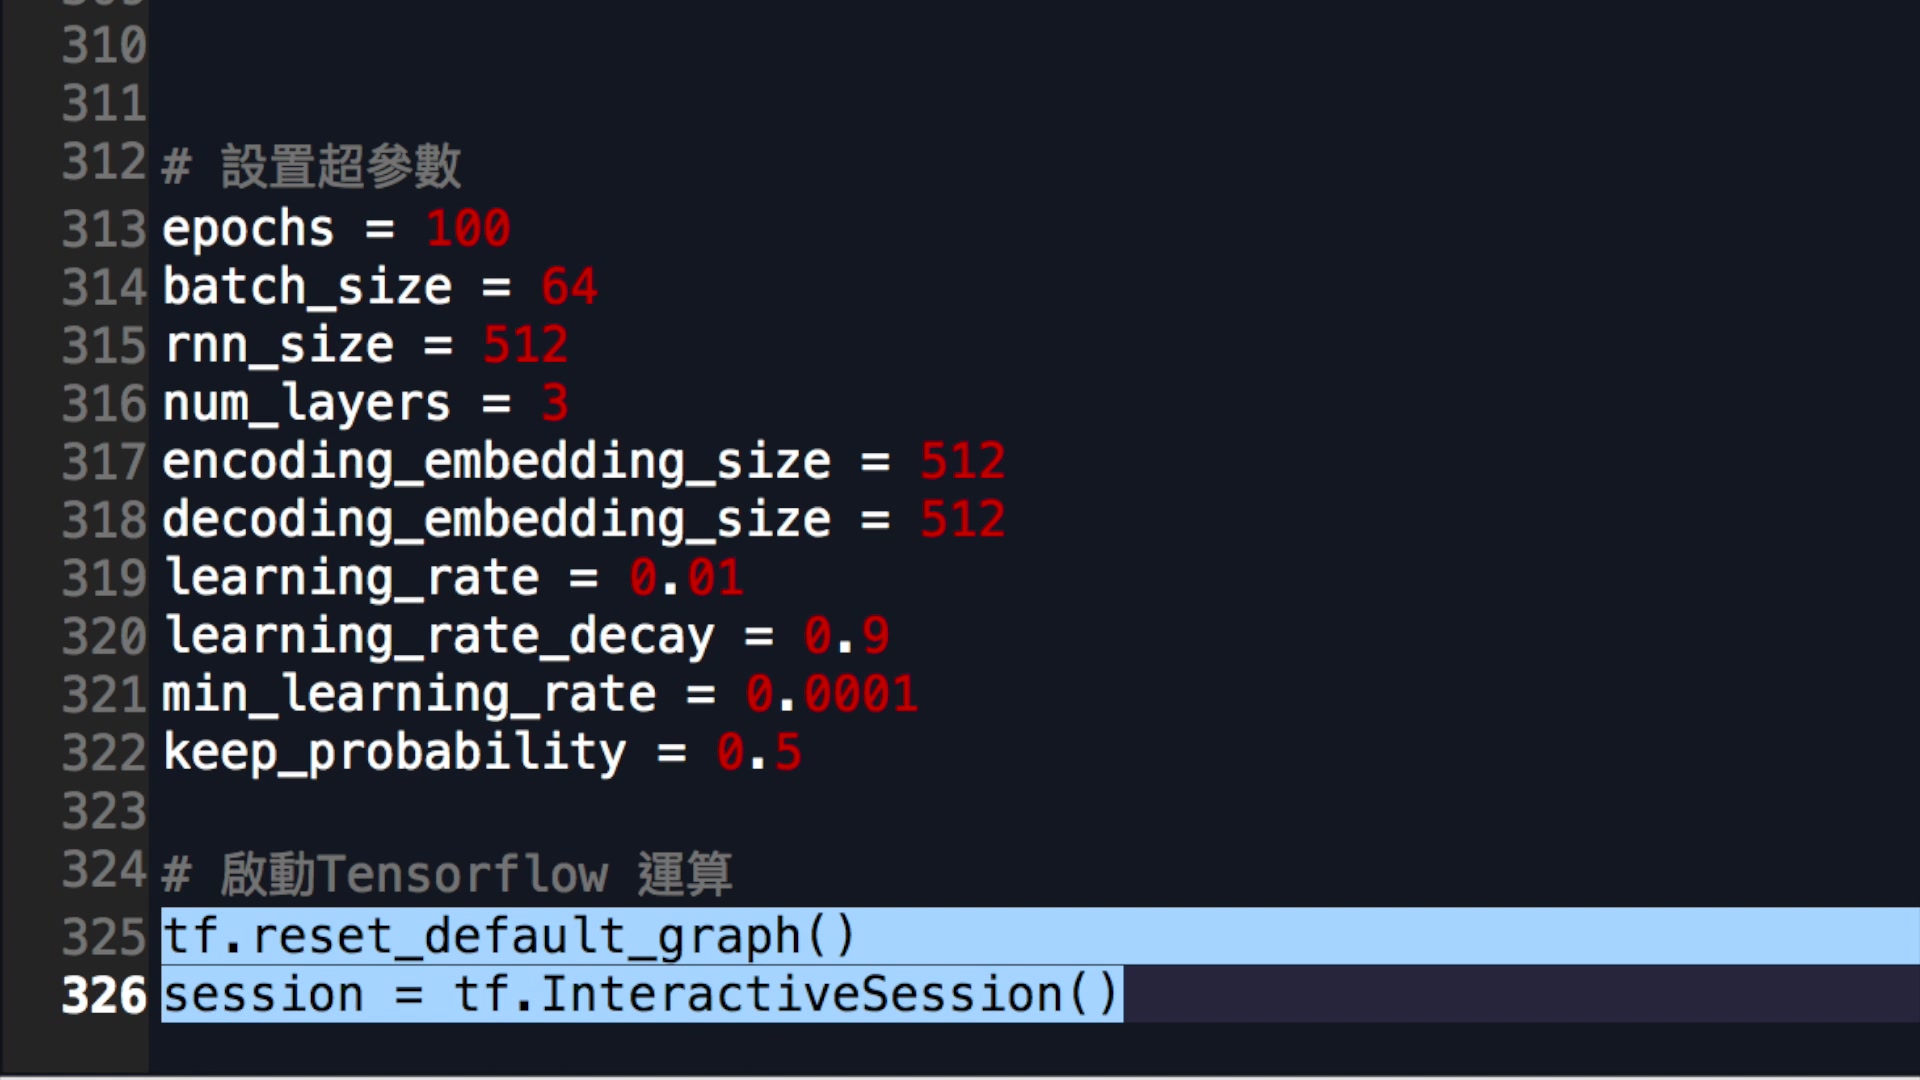 310
311
312 # 設置超參數
313 epochs = 100
314 batch_size = 64
315 rnn_size = 512
316 num_layers = 3
317 encoding_embedding_size = 512
318 decoding_embedding_size = 512
319 learning_rate = 0.01
320 learning_rate_decay = 0.9
321 min_learning_rate = 0.0001
322 keep_probability = 0.5
323
324 # 啟動Tensorflow 運算
325 tf.reset_default_graph()
326 session = tf.InteractiveSession()